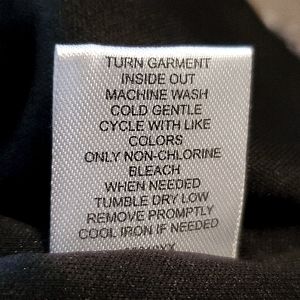 TURN GARMENT
INSIDE OUT
MACHINE WASH
COLD GENTLE
CYCLE WITH LIKE
COLORS
ONLY NON-CHLORINE
BLEACH
WHEN NEEDED
TUMBLE DRY LOW
REMOVE PROMPTLY
COOL IRON IF NEEDED